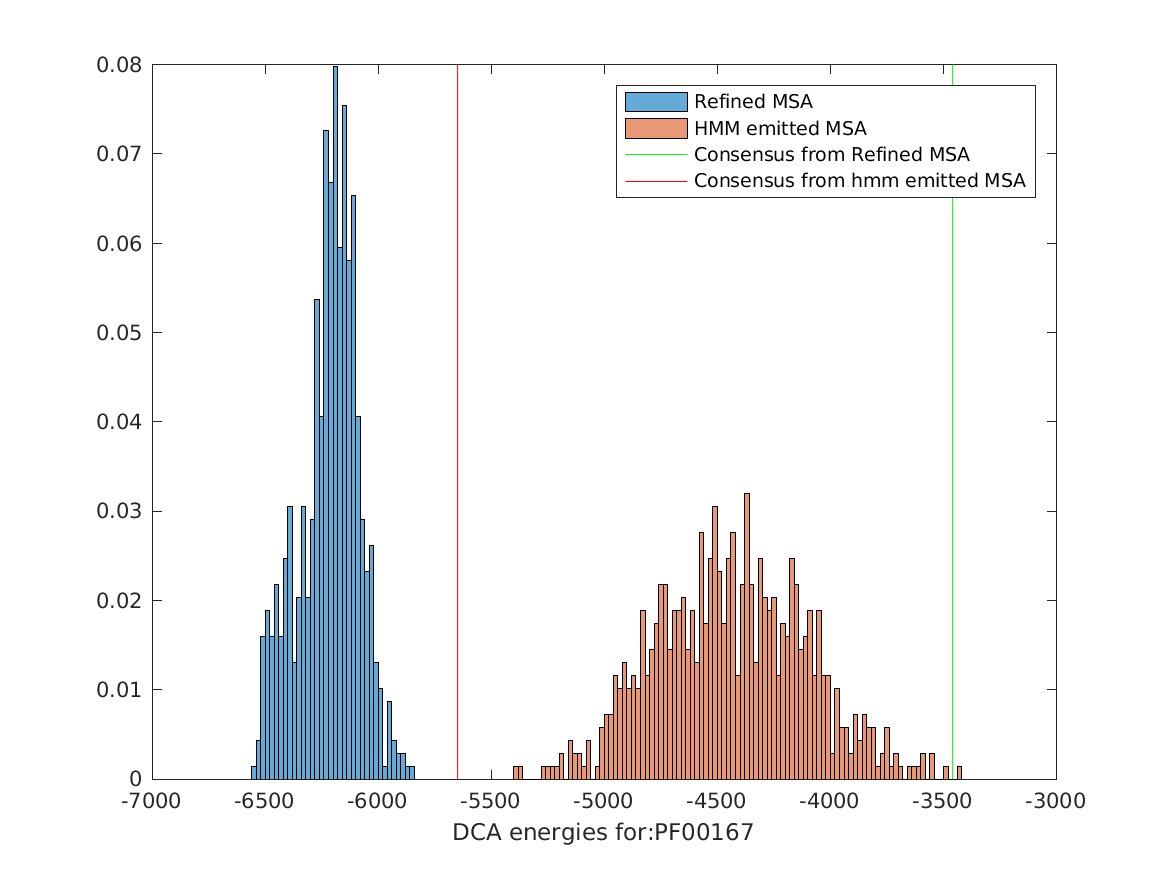 0.08
0.07
0.06
0.05
0.04
0.03
0.02
0.01
0
-7000 -6500 -6000 -5500 -5000 -4500 -4000 -3500 -3000
DCA energies for:PF00167
Refined MSA
HMM emitted MSA
Consensus from Refined MSA
Consensus from hmm emitted MSA